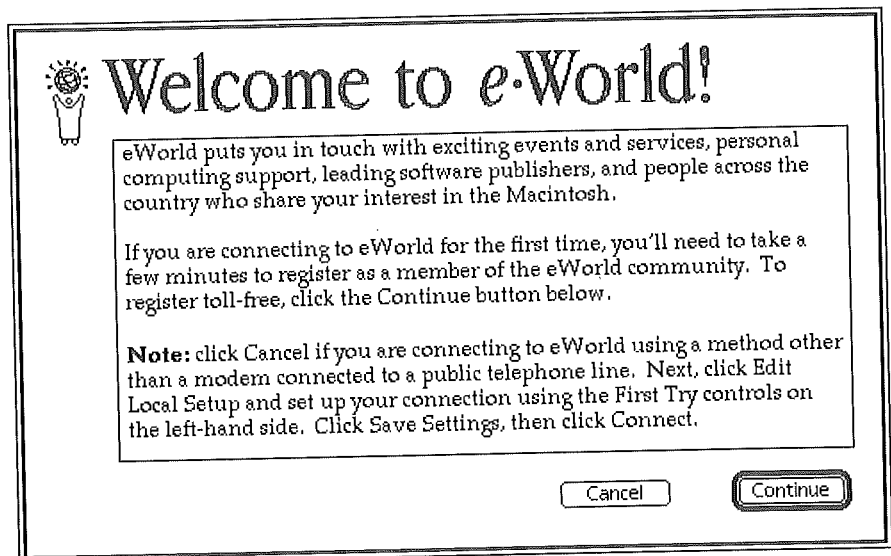 Welcome to e·World!
eWorld puts you in touch with exciting events and services, personal
computing support, leading software publishers, and people across the
country who share your interest in the Macintosh.
If you are connecting to eWorld for the first time, you'll need to take a
few minutes to register as a member of the eWorld community. To
register toll-free, click the Continue button below.
Note: click Cancel if you are connecting to eWorld using a method other
than a modem connected to a public telephone line. Next, click Edit
Local Setup and set up your connection using the First Try controls on
the left-hand side. Click Save Settings, then click Connect.
Cancel
Continue